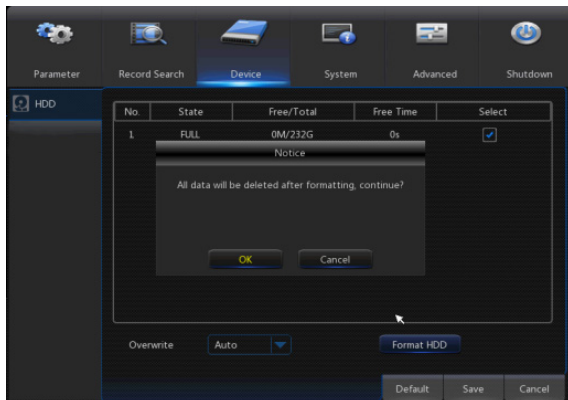 Parameter Record Search Device System Advanced Shutdown
HDD
No. State Free/Total Free Time Select
1 FULL 0M/232G 0s
Notice
All data will be deleted after formatting, continue?
OK Cancel
Overwrite Auto Format HDD
Default Save Cancel